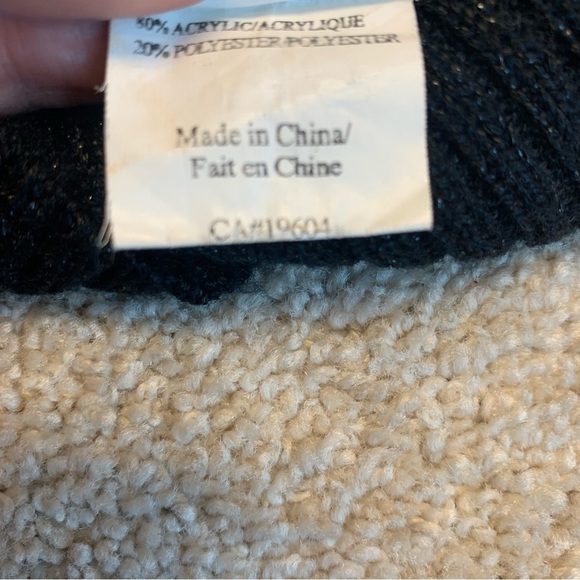 80% ACRYLIC/ACRYLIQUE
20% POLYESTER/POLYESTER
Made in China/
Fait en Chine
CA#19604